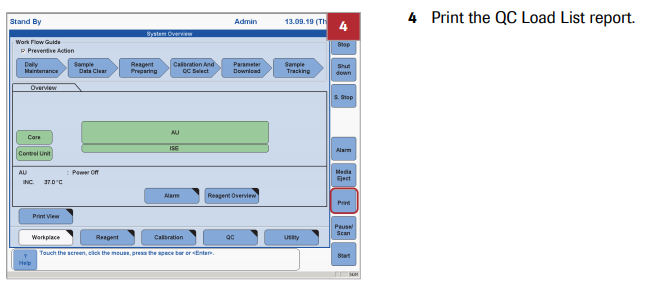 Stand By Admin 13.09.19 (Th
4
4 Print the QC Load List report.
System Overview
Stop
Work Flow Guide
Preventive Action
Daily Maintenance
Sample Data Clear
Reagent Preparing
Calibration And QC Select
Parameter Download
Sample Tracking
Shut down
Overview
S. Stop
AU
Core
ISE
Control Unit
Alarm
AU : Power Off
INC. 37.0°C
Media Eject
Alarm
Reagent Overview
Print
Print View
Pause/ Scan
Workplace
Reagent
Calibration
QC
Utility
? Help
Touch the screen, click the mouse, press the space bar or <Enter>.
Start